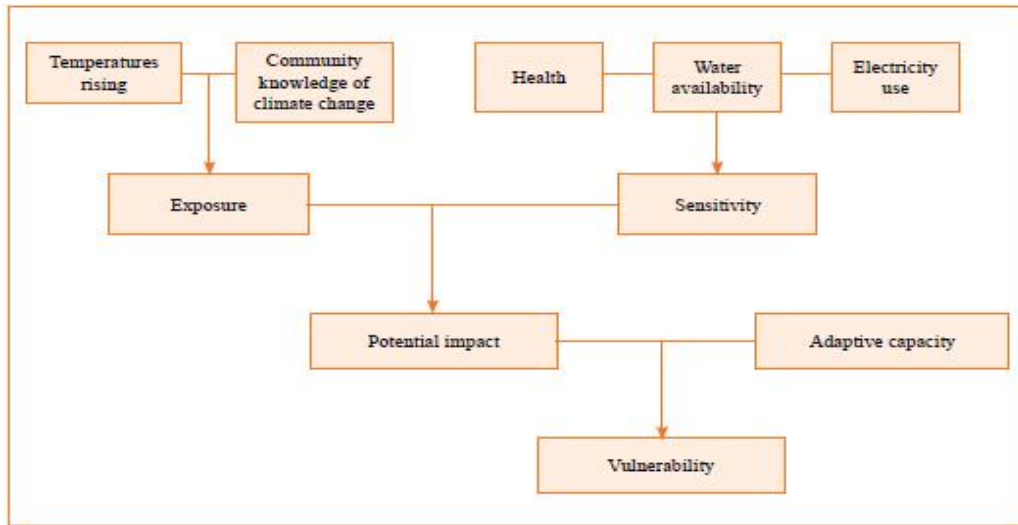 Temperatures
rising
Community
knowledge of
climate change
Health
Water
availability
Electricity
use
Exposure
Sensitivity
Potential impact
Adaptive capacity
Vulnerability